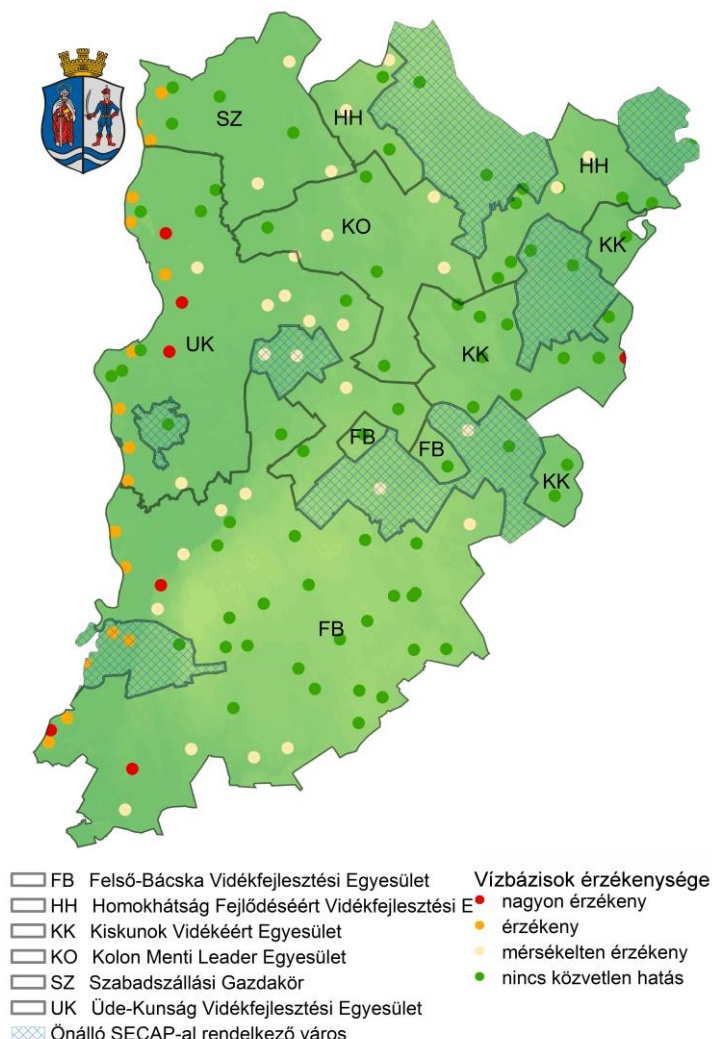 SZ
HH
HH
KO
KK
UK
KK
FB
FB
KK
FB
FB Felső-Bácska Vidékfejlesztési Egyesület
HH Homokhátság Fejlődéséért Vidékfejlesztési E
KK Kiskunok Vidékéért Egyesület
KO Kolon Menti Leader Egyesület
SZ Szabadszállási Gazdakör
UK Üde-Kunság Vidékfejlesztési Egyesület
Önálló SECAP-al rendelkező város
Vízbázisok érzékenysége
nagyon érzékeny
érzékeny
mérsékelten érzékeny
nincs közvetlen hatás